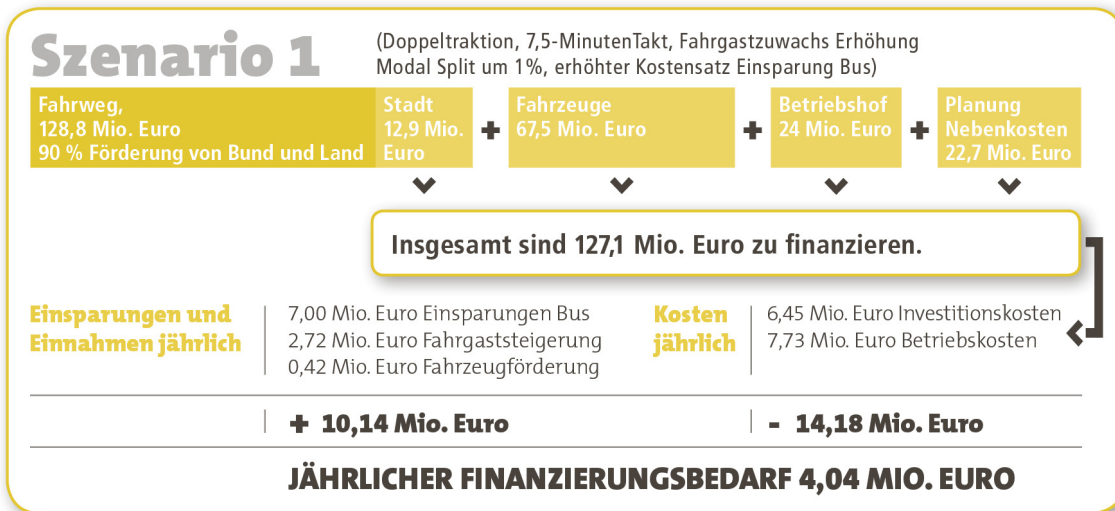 Szenario 1
(Doppeltraktion, 7,5-MinutenTakt, Fahrgastzuwachs Erhöhung
Modal Split um 1%, erhöhter Kostensatz Einsparung Bus)
Fahrweg,
128,8 Mio. Euro
90 % Förderung von Bund und Land
Stadt
12,9 Mio.
Euro
+
Fahrzeuge
67,5 Mio. Euro
+
Betriebshof
24 Mio. Euro
+
Planung
Nebenkosten
22,7 Mio. Euro
Insgesamt sind 127,1 Mio. Euro zu finanzieren.
Einsparungen und
Einnahmen jährlich
7,00 Mio. Euro Einsparungen Bus
2,72 Mio. Euro Fahrgaststeigerung
0,42 Mio. Euro Fahrzeugförderung
Kosten
jährlich
6,45 Mio. Euro Investitionskosten
7,73 Mio. Euro Betriebskosten
+ 10,14 Mio. Euro
- 14,18 Mio. Euro
JÄHRLICHER FINANZIERUNGSBEDARF 4,04 MIO. EURO